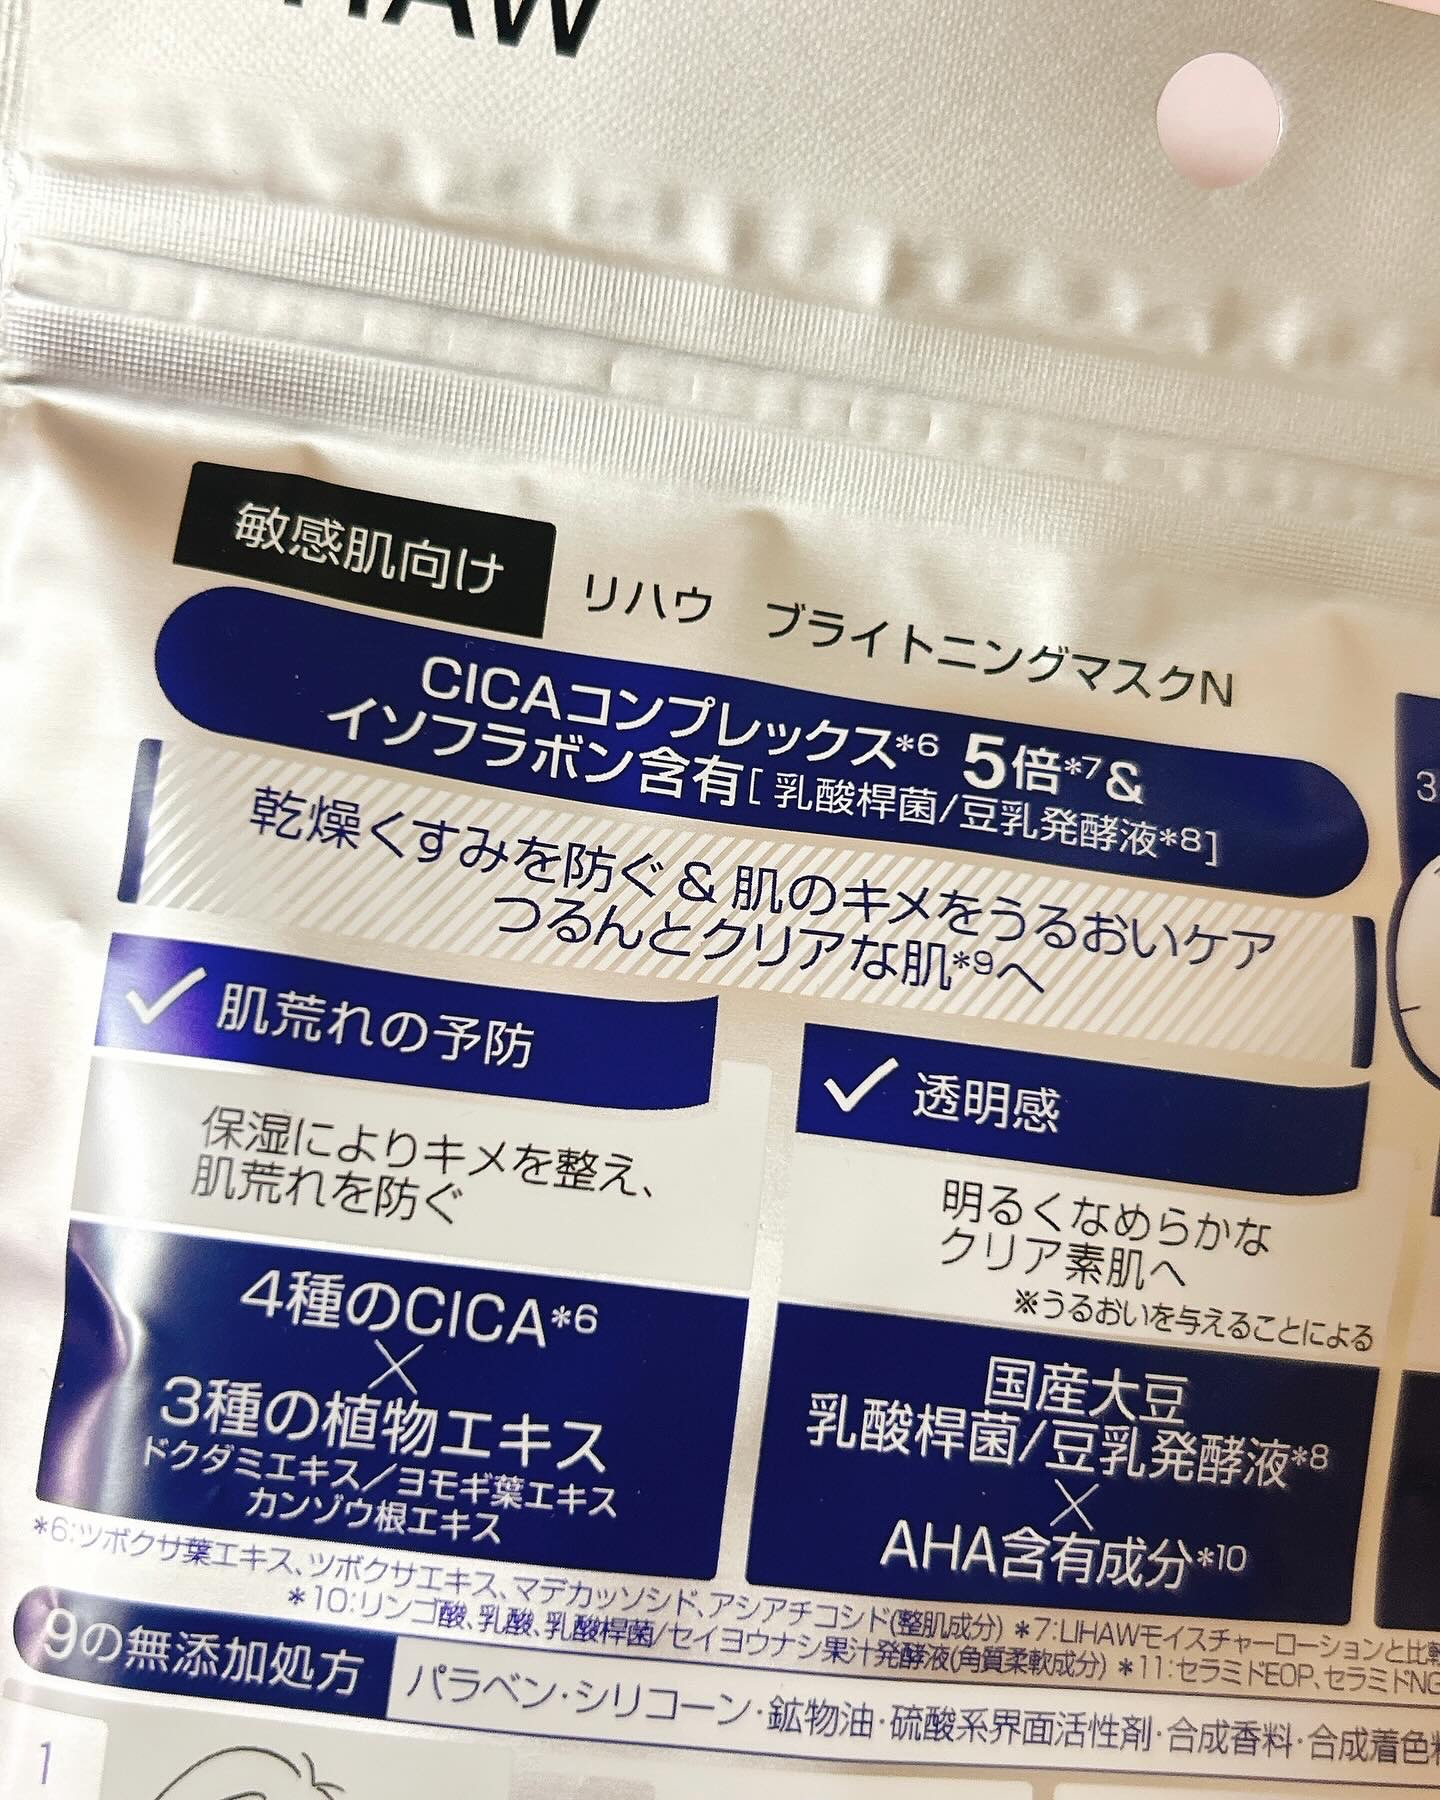 敏感肌向け
リハウ ブライトニングマスクN
CICAコンプレックス*6 5倍*7&
イソフラボン含有[乳酸桿菌/豆乳発酵液*8]
乾燥くすみを防ぐ & 肌のキメをうるおいケア
つるんとクリアな肌*9へ
✓ 肌荒れの予防
保湿によりキメを整え、
肌荒れを防ぐ
4種のCICA*6
×
3種の植物エキス
ドクダミエキス/ヨモギ葉エキス
カンゾウ根エキス
✓ 透明感
明るくなめらかな
クリア素肌へ
※うるおいを与えることによる
国産大豆
乳酸桿菌/豆乳発酵液*8
×
AHA含有成分*10
*6:ツボクサ葉エキス、ツボクサエキス、マデカッソシド、アシアチコシド(整肌成分) *7:LIHAWモイスチャーローションと比較
*10:リンゴ酸、乳酸、乳酸桿菌/セイヨウナシ果汁発酵液(角質柔軟成分) *11:セラミドEOP、セラミドNG
9の無添加処方
パラベン・シリコーン・鉱物油・硫酸系界面活性剤・合成香料・合成着色料
1
3